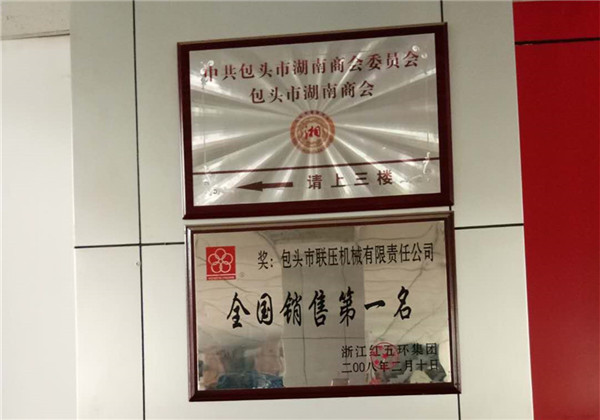 中共包头市湖南商会委员会
包头市湖南商会
湘
请上三楼
奖：包头市联压机械有限责任公司
全国销售第一名
浙江红五环集团
二00八年二月十日